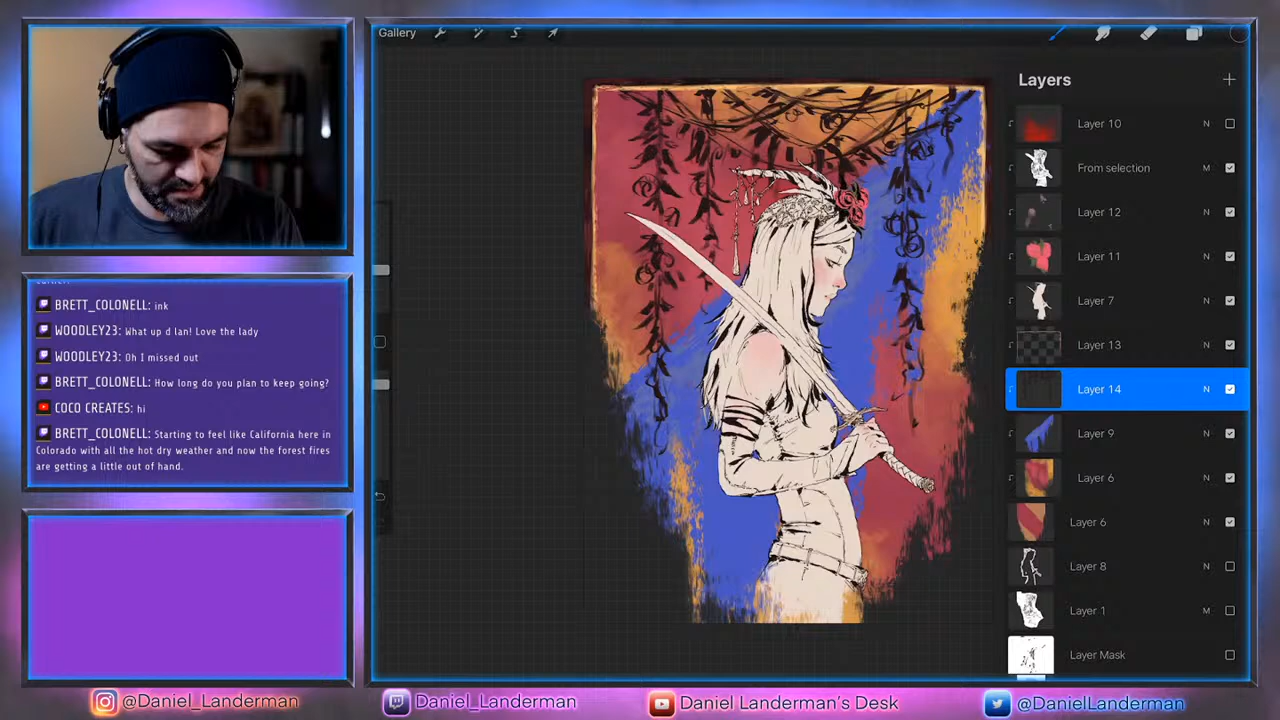 Gallery
Layers
Layer 10 N
From selection M
Layer 12 N
Layer 11 N
Layer 7 N
Layer 13 N
Layer 14 N
Layer 9 N
Layer 6 N
Layer 6 N
Layer 8 N
Layer 1 M
Layer Mask
BRETT_COLONELL: ink
WOODLEY23: What up d lan! Love the lady
WOODLEY23: Oh I missed out
BRETT_COLONELL: How long do you plan to keep going?
COCO CREATES: hi
BRETT_COLONELL: Starting to feel like California here in
Colorado with all the hot dry weather and now the forest fires
are getting a little out of hand.
@Daniel_Landerman
Daniel_Landerman
Daniel Landerman's Desk
@DanielLanderman